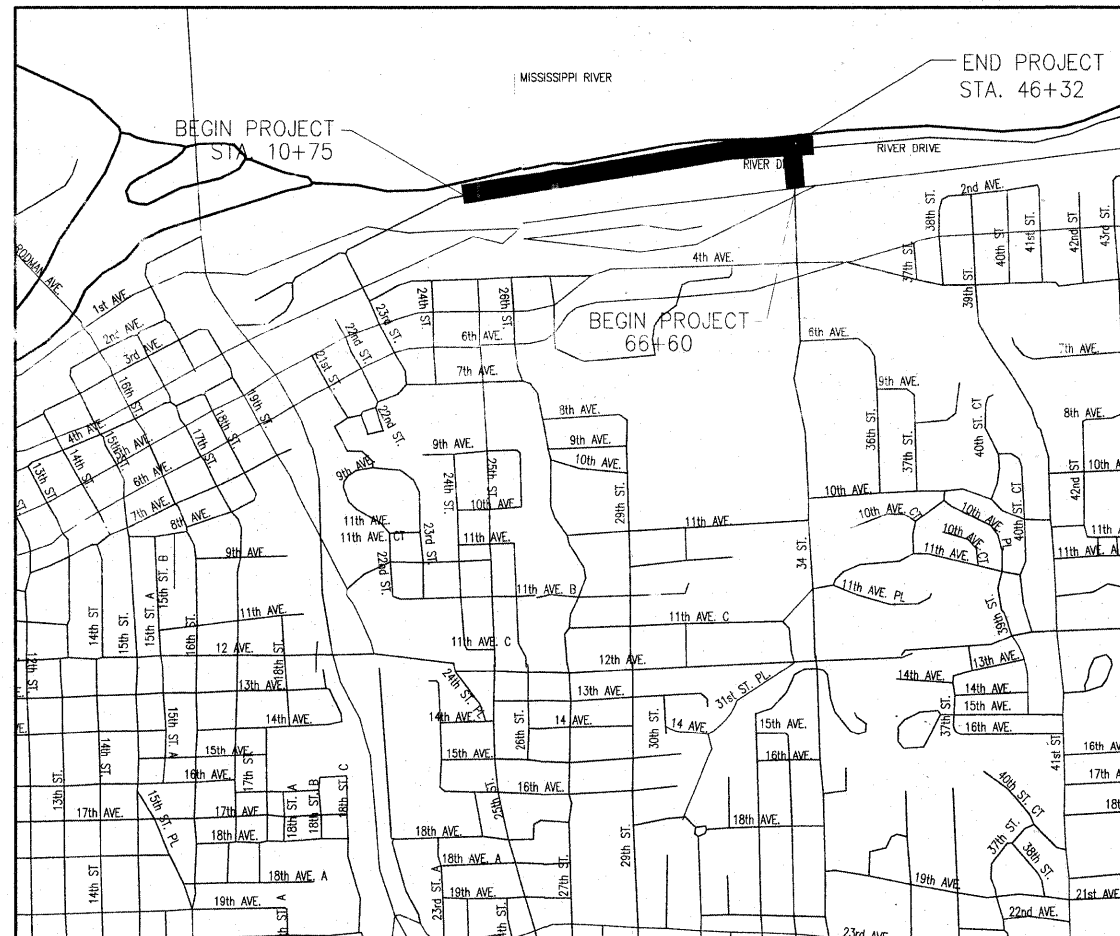 MISSISSIPPI RIVER
END PROJECT
STA. 46+32
BEGIN PROJECT
STA. 10+75
RIVER DRIVE
2nd AVE.
38th ST.
40th ST.
41st ST.
42nd ST
43rd ST.
37th ST.
39th ST.
4th AVE.
RODMAN AVE.
1st AVE.
2nd AVE.
3rd AVE.
24th ST.
26th ST.
23rd ST.
22nd ST.
21st ST.
6th AVE.
7th AVE.
BEGIN PROJECT
66+60
6th AVE.
7th AVE.
16th ST.
19th ST.
18th ST.
17th ST.
22nd ST.
4th AVE.
13th ST.
14th ST.
6th AVE.
7th AVE.
8th AVE.
8th AVE.
9th AVE.
10th AVE.
29th ST.
9th AVE.
36th ST.
37th ST.
40th ST. CT
8th AVE.
42nd ST
9th AVE.
9th AVE.
24th ST.
25th ST.
10th AVE
11th AVE.
11th AVE. CT
23rd ST.
22nd ST.
11th AVE.
11th AVE.
34 ST.
10th AVE.
10th AVE.
10th AVE. PL
10th AVE. CT
40th ST. CT
11th AVE.
11th AVE. PL
39th ST.
9th AVE
15th ST. B
15th ST. A
14th ST
15th ST.
16th ST.
11th AVE.
12 AVE.
18th ST.
12th ST.
11th AVE. B
11th AVE. C
11th AVE. C
12th AVE.
13th AVE.
14th AVE.
13th AVE.
14th AVE.
24th ST. PL
14th AVE.
26th ST.
14 AVE.
30th ST.
14 AVE.
31st ST. PL.
15th AVE.
16th AVE.
13th AVE.
14th AVE.
15th AVE.
16th AVE.
37th ST.
41st ST
15th ST. A
14th ST.
13th ST.
15th AVE.
16th AVE.
17th ST.
17th AVE.
17th AVE.
18th AVE.
15th ST. PL
18th ST. A
18th ST. B
18th ST. C
15th AVE.
16th AVE.
25th ST.
18th AVE.
18th AVE. A
19th AVE.
23rd ST. A
27th ST.
29th ST.
18th AVE.
40th ST. CT
37th ST.
38th ST.
19th AVE.
21st AVE
22nd AVE.
23rd AVE
14th ST
18th AVE. A
19th AVE.